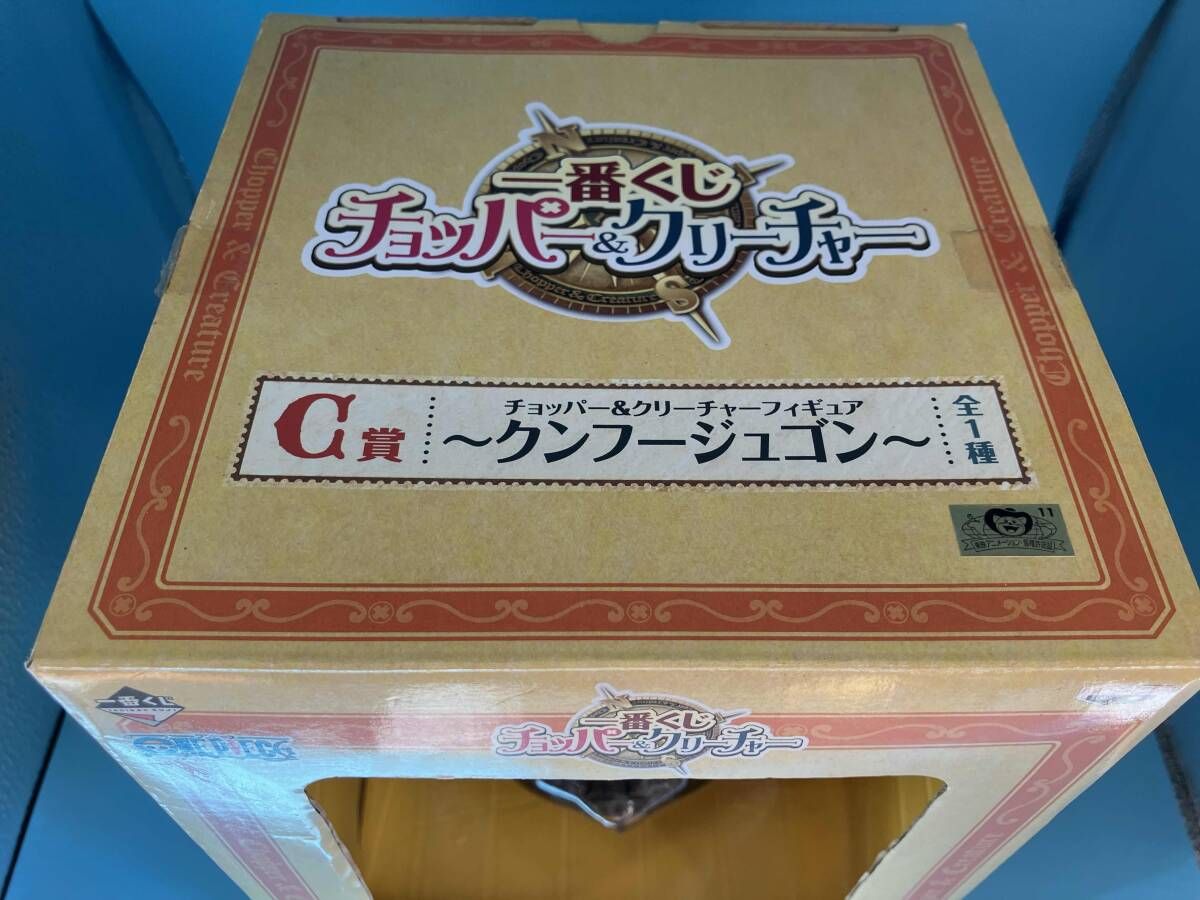 一番くじ
チョッパー&クリーチャー
N
S
Chopper & Creature
Chopper & Creature
Chopper & Creature
C賞
チョッパー&クリーチャーフィギュア
～クンフージュゴン～
全1種
11
一番くじ
一番くじ
チョッパー&クリーチャー